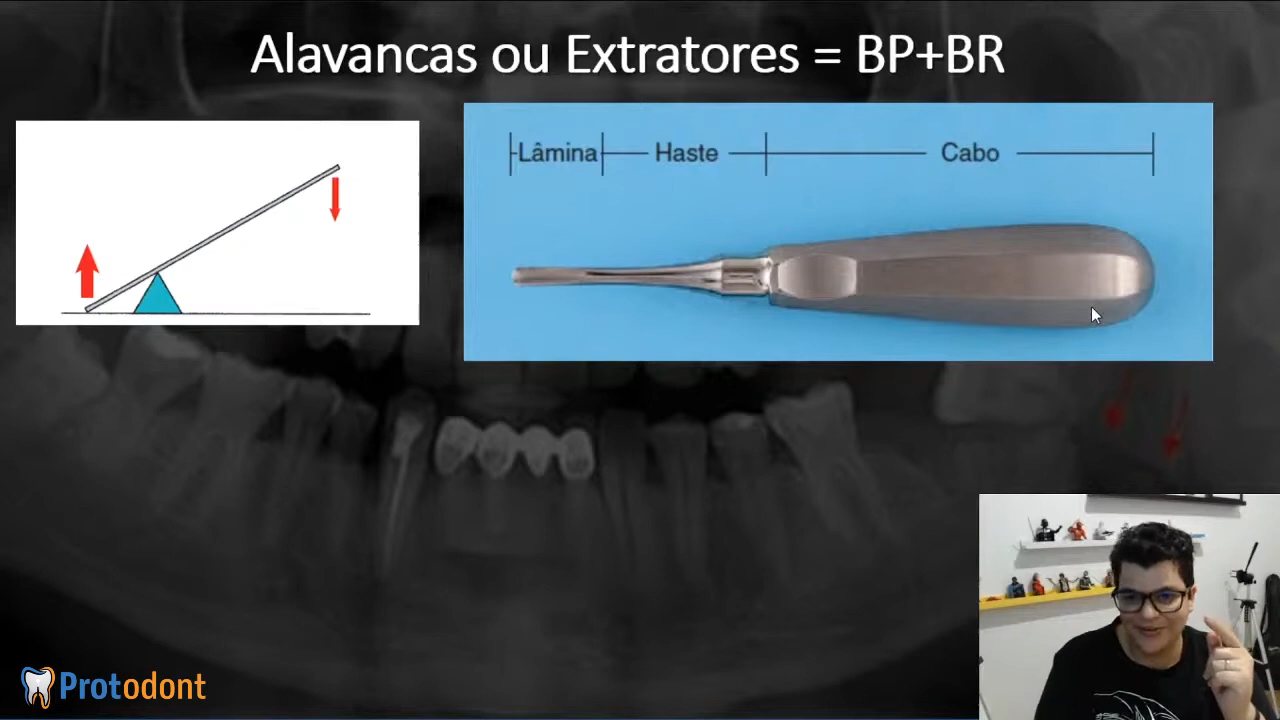 Alavancas ou Extratores = BP+BR
Lâmina
Haste
Cabo
Protodont